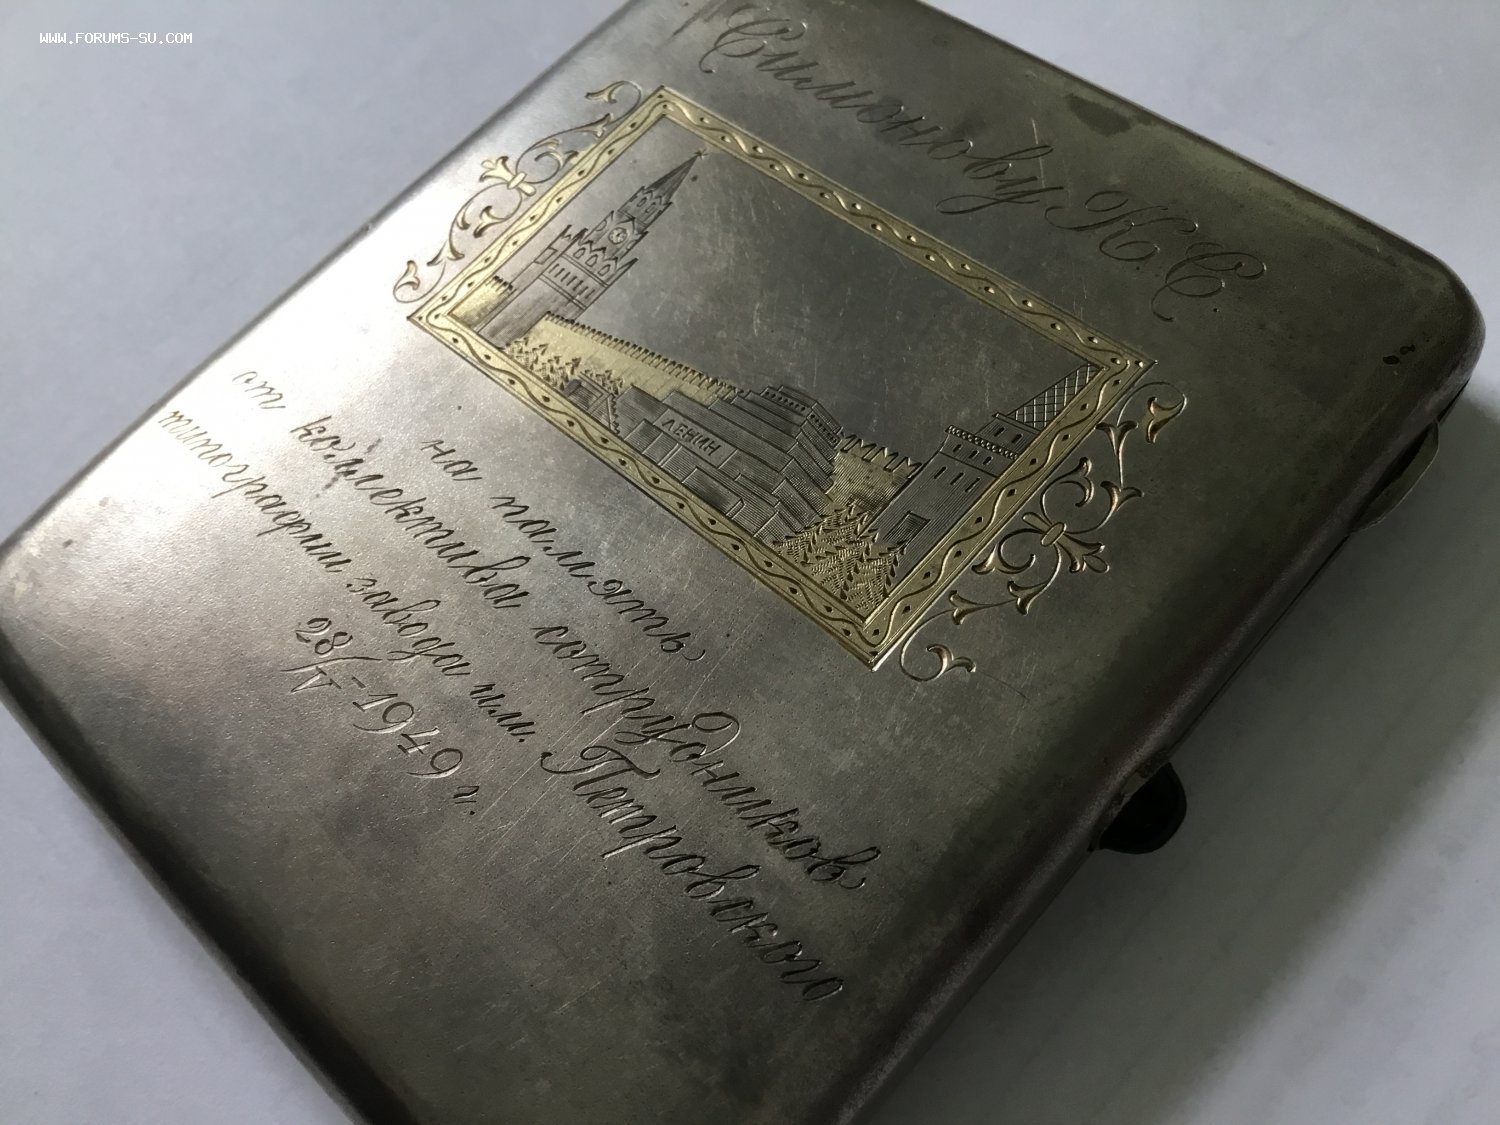 WWW.FORUMS-SU.COM
Симонову К.С.
ЛЕНИН
на память
от коллектива сотрудников
типографии завода им. Петровского
28/V-1949 г.